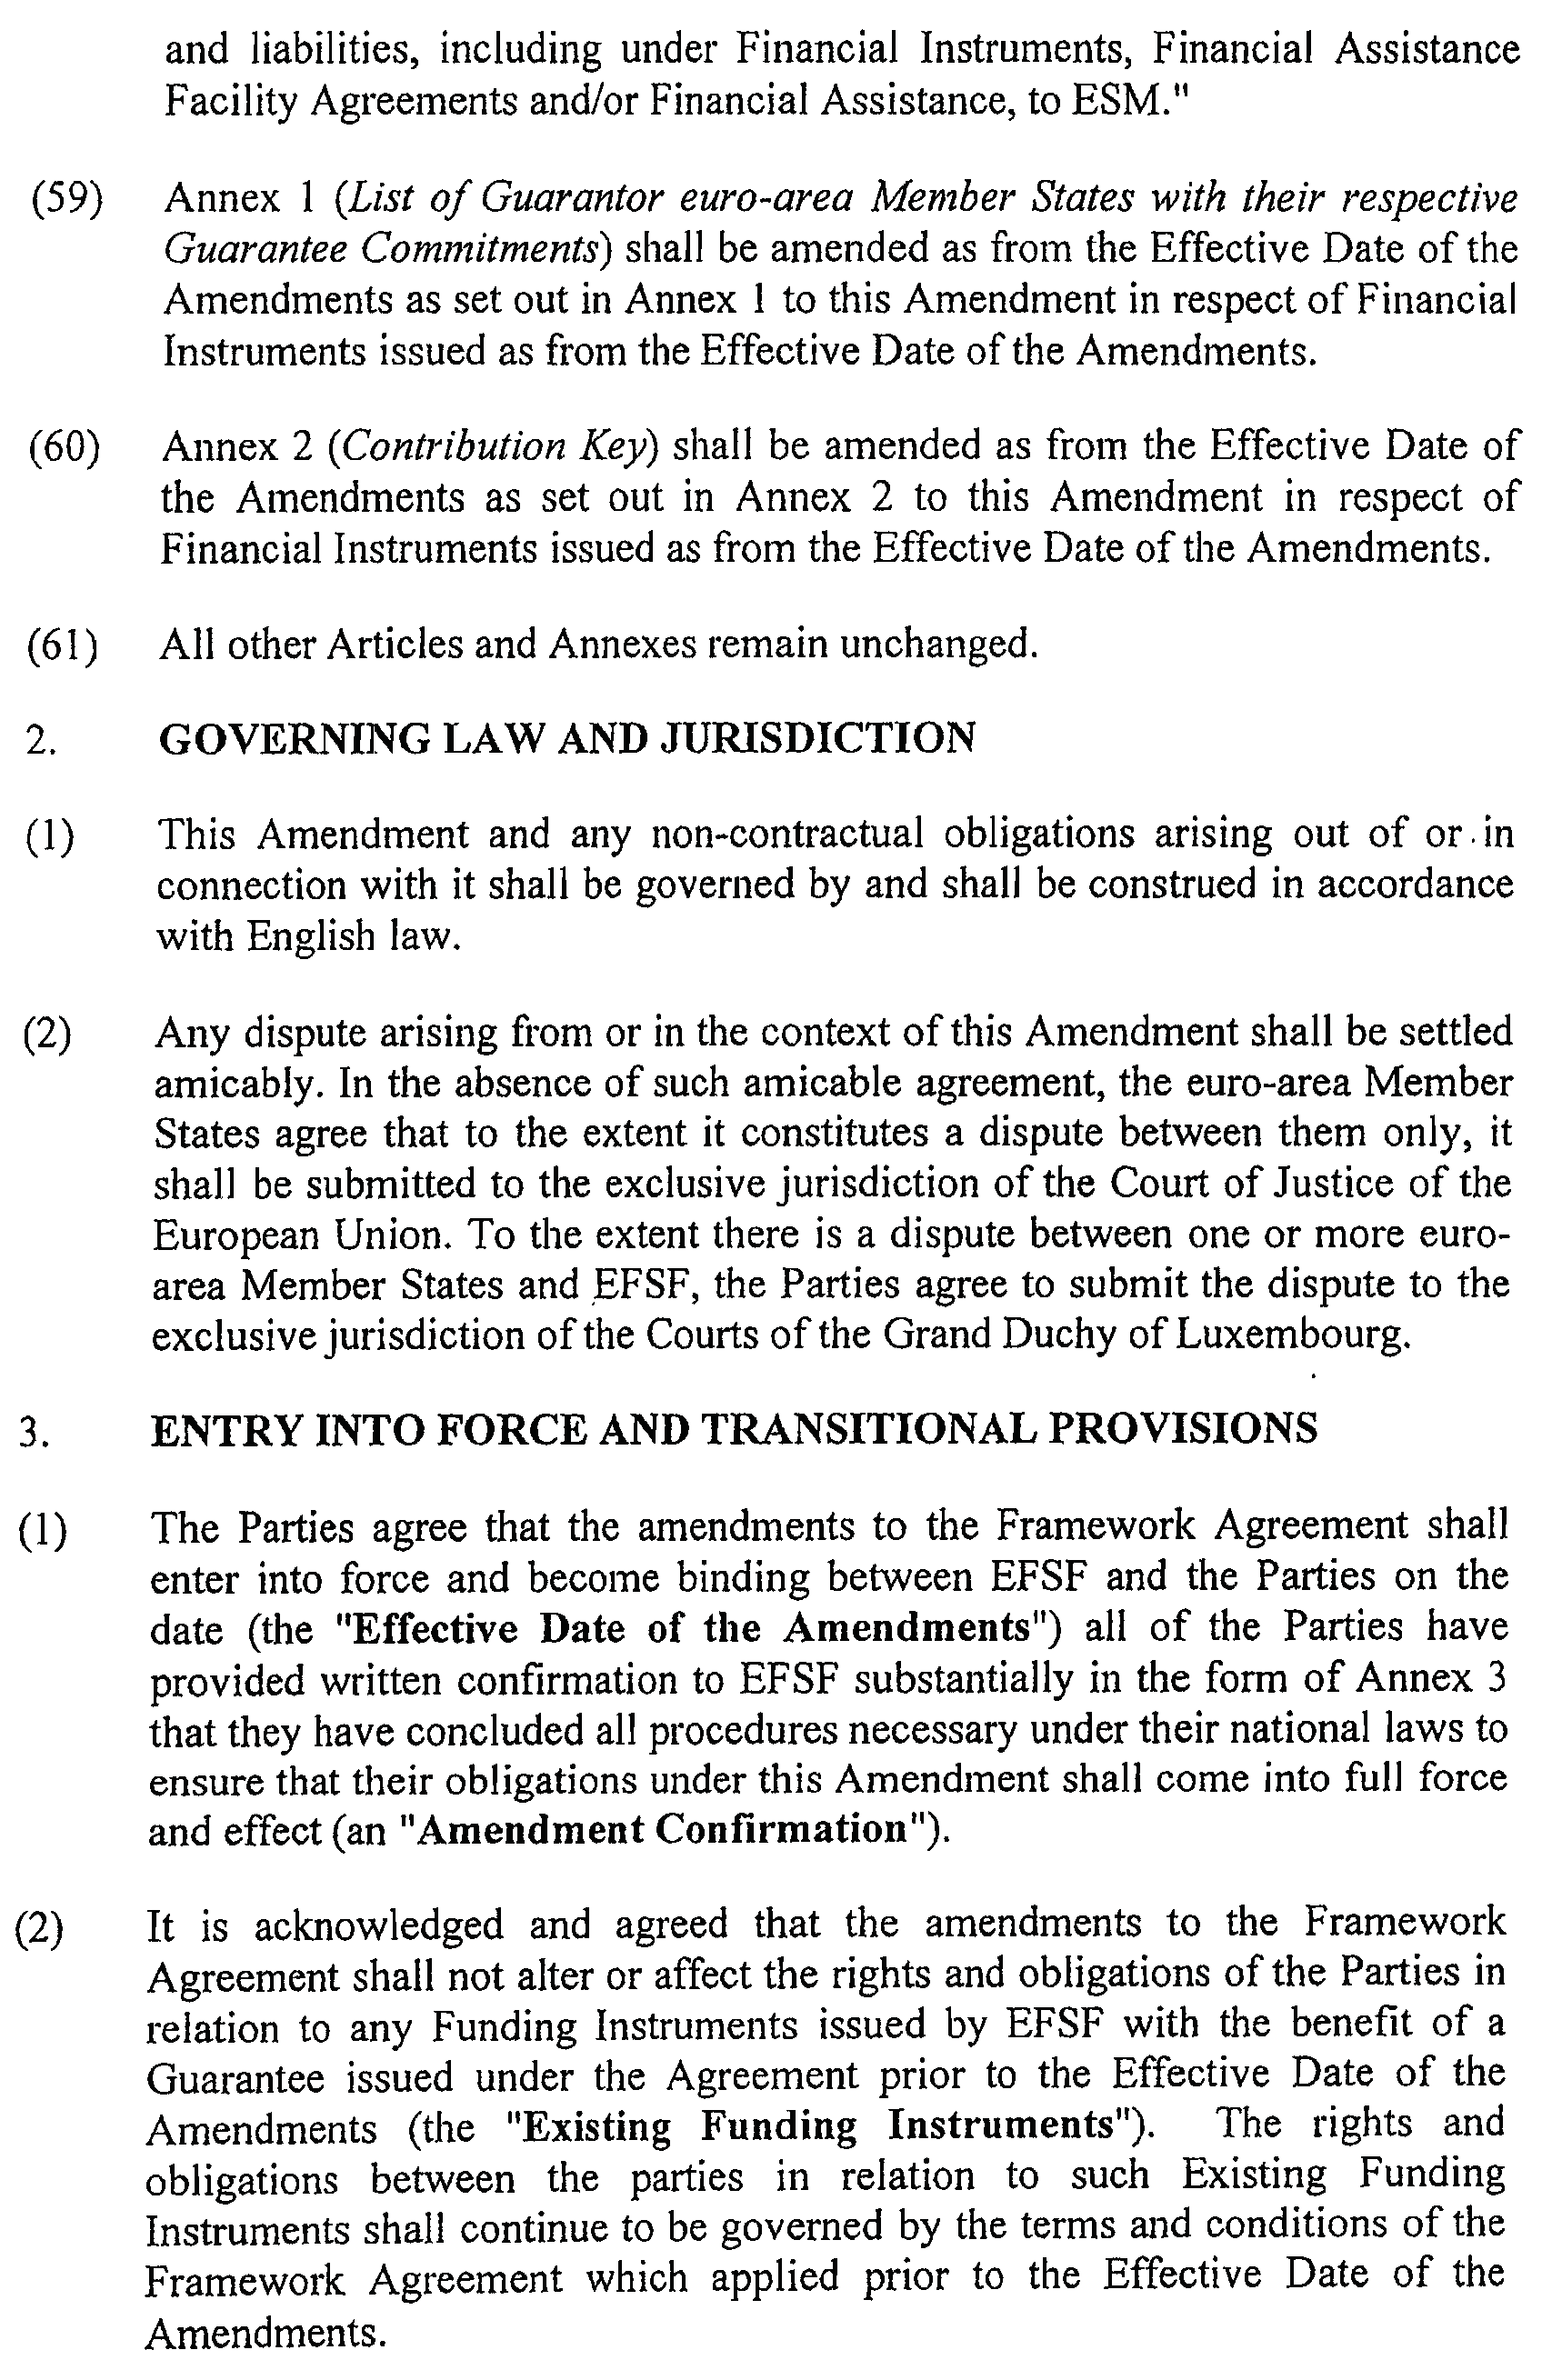 and liabilities, including under Financial Instruments, Financial Assistance
Facility Agreements and/or Financial Assistance, to ESM."
(59) Annex 1 (List of Guarantor euro-area Member States with their respective
Guarantee Commitments) shall be amended as from the Effective Date of the
Amendments as set out in Annex 1 to this Amendment in respect of Financial
Instruments issued as from the Effective Date of the Amendments.
(60) Annex 2 (Contribution Key) shall be amended as from the Effective Date of
the Amendments as set out in Annex 2 to this Amendment in respect of
Financial Instruments issued as from the Effective Date of the Amendments.
(61) All other Articles and Annexes remain unchanged.
2. GOVERNING LAW AND JURISDICTION
(1) This Amendment and any non-contractual obligations arising out of or in
connection with it shall be governed by and shall be construed in accordance
with English law.
(2) Any dispute arising from or in the context of this Amendment shall be settled
amicably. In the absence of such amicable agreement, the euro-area Member
States agree that to the extent it constitutes a dispute between them only, it
shall be submitted to the exclusive jurisdiction of the Court of Justice of the
European Union. To the extent there is a dispute between one or more euro-
area Member States and EFSF, the Parties agree to submit the dispute to the
exclusive jurisdiction of the Courts of the Grand Duchy of Luxembourg.
3. ENTRY INTO FORCE AND TRANSITIONAL PROVISIONS
(1) The Parties agree that the amendments to the Framework Agreement shall
enter into force and become binding between EFSF and the Parties on the
date (the "Effective Date of the Amendments") all of the Parties have
provided written confirmation to EFSF substantially in the form of Annex 3
that they have concluded all procedures necessary under their national laws to
ensure that their obligations under this Amendment shall come into full force
and effect (an "Amendment Confirmation").
(2) It is acknowledged and agreed that the amendments to the Framework
Agreement shall not alter or affect the rights and obligations of the Parties in
relation to any Funding Instruments issued by EFSF with the benefit of a
Guarantee issued under the Agreement prior to the Effective Date of the
Amendments (the "Existing Funding Instruments"). The rights and
obligations between the parties in relation to such Existing Funding
Instruments shall continue to be governed by the terms and conditions of the
Framework Agreement which applied prior to the Effective Date of the
Amendments.